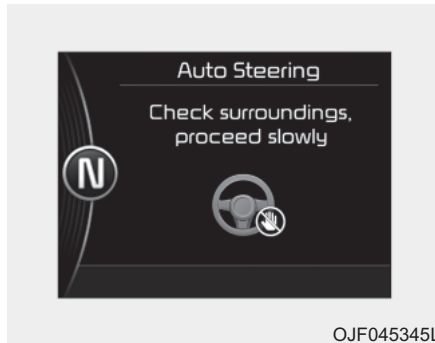 Auto Steering
Check surroundings,
proceed slowly
N
OJF045345L